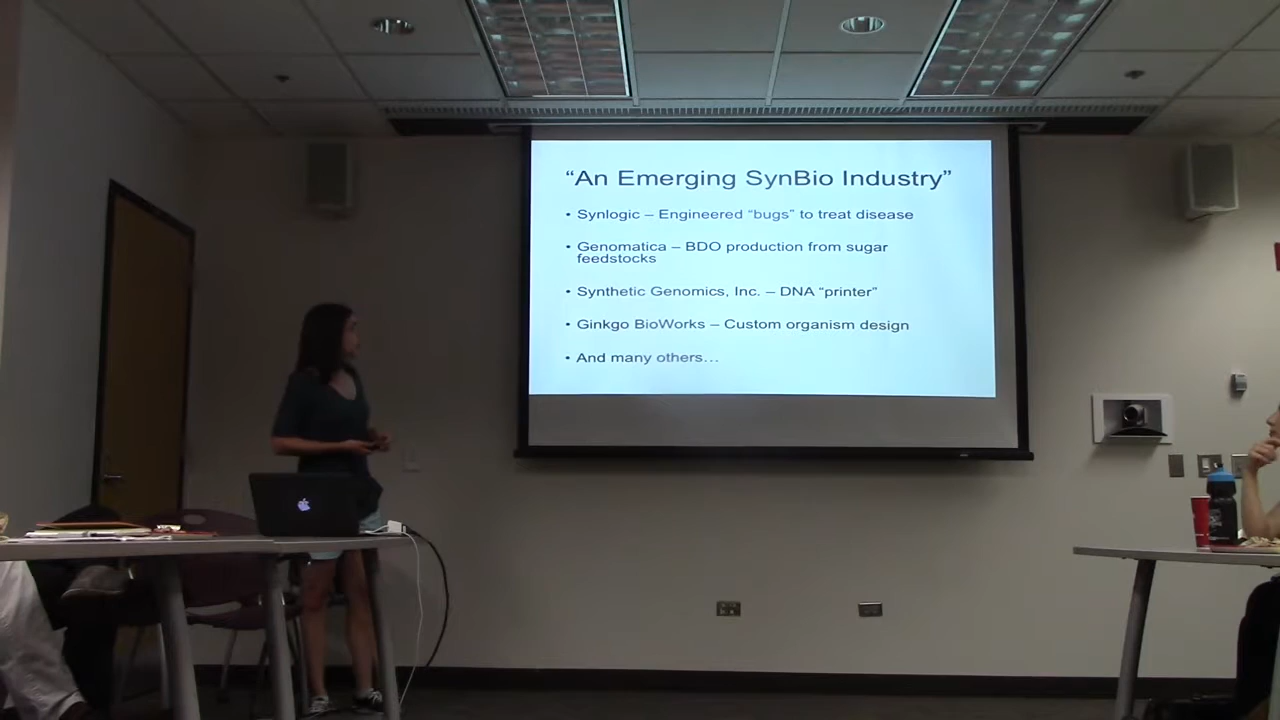 “An Emerging SynBio Industry”
• Synlogic – Engineered “bugs” to treat disease
• Genomatica – BDO production from sugar
feedstocks
• Synthetic Genomics, Inc. – DNA “printer”
• Ginkgo BioWorks – Custom organism design
• And many others…